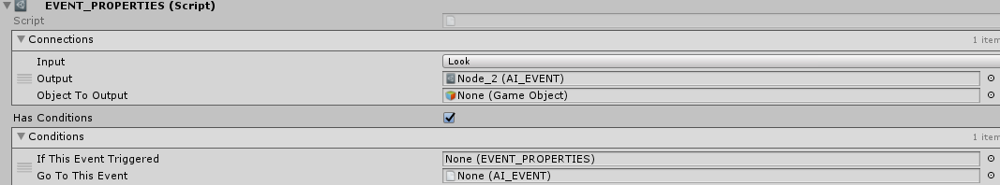 EVENT_PROPERTIES (Script)
Script
Connections 1 item
Input Look
Output Node_2 (AI_EVENT)
Object To Output None (Game Object)
Has Conditions
Conditions 1 item
If This Event Triggered None (EVENT_PROPERTIES)
Go To This Event None (AI_EVENT)